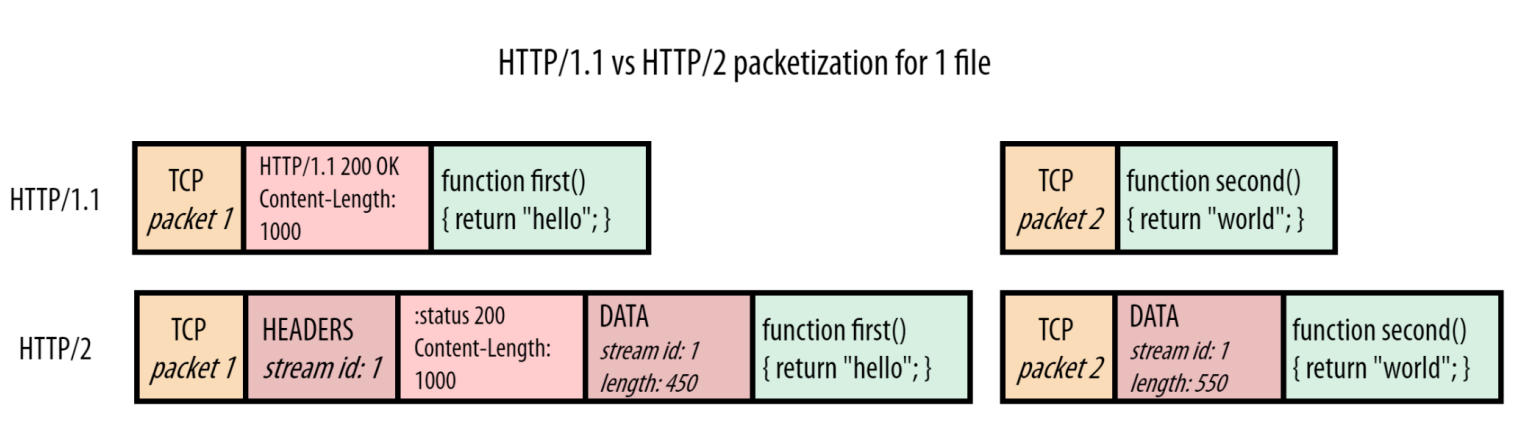 HTTP/1.1 vs HTTP/2 packetization for 1 file
HTTP/1.1
TCP
packet 1
HTTP/1.1 200 OK
Content-Length:
1000
function first()
{ return "hello"; }
TCP
packet 2
function second()
{ return "world"; }
HTTP/2
TCP
packet 1
HEADERS
stream id: 1
:status 200
Content-Length:
1000
DATA
stream id: 1
length: 450
function first()
{ return "hello"; }
TCP
packet 2
DATA
stream id: 1
length: 550
function second()
{ return "world"; }